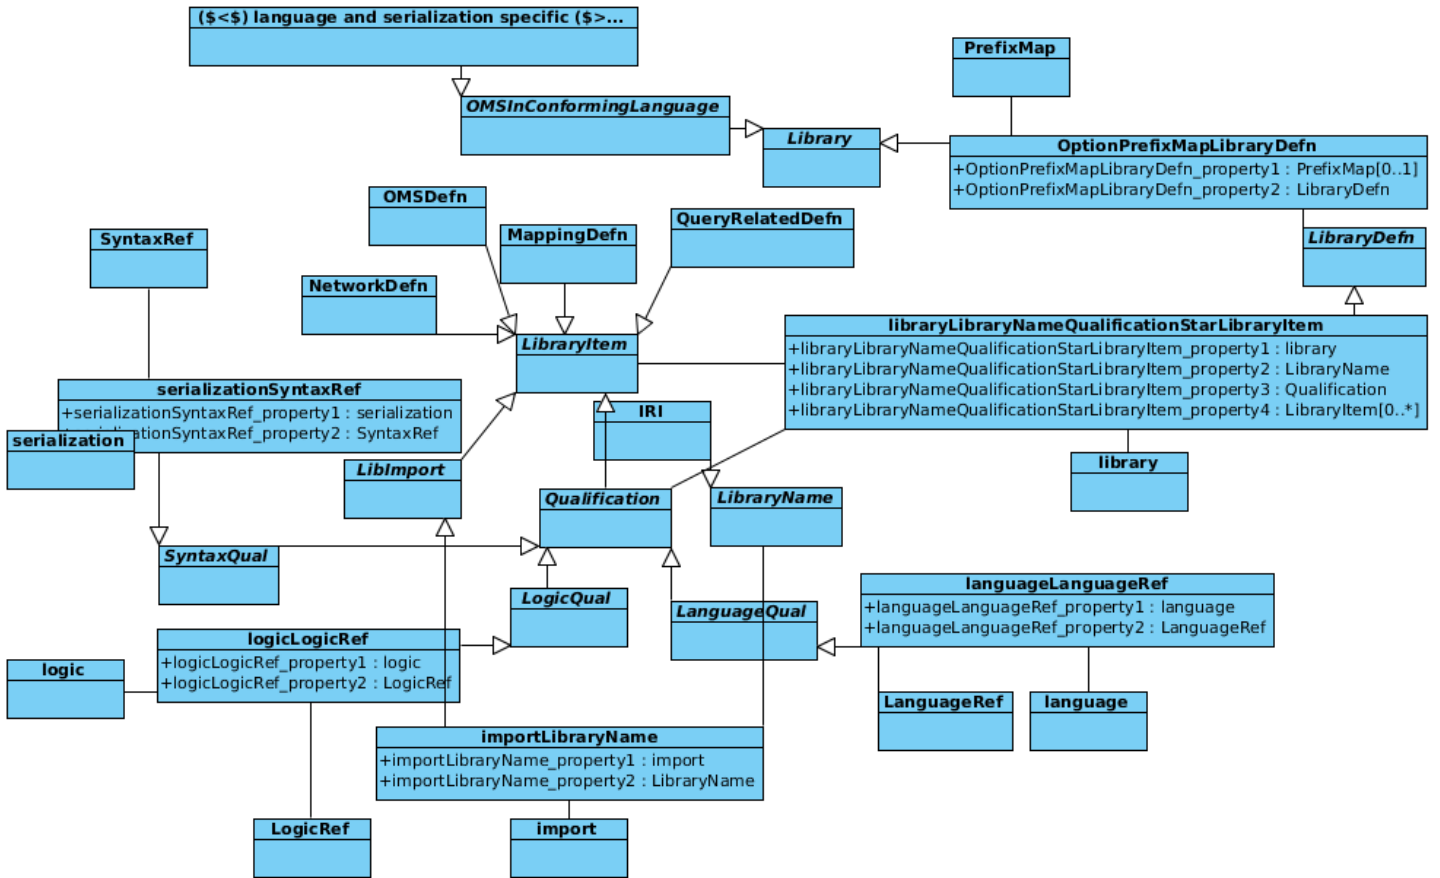 ($<$) language and serialization specific ($>...
PrefixMap
OMSInConformingLanguage
Library
OptionPrefixMapLibraryDefn
+OptionPrefixMapLibraryDefn_property1 : PrefixMap[0..1]
+OptionPrefixMapLibraryDefn_property2 : LibraryDefn
OMSDefn
QueryRelatedDefn
MappingDefn
SyntaxRef
LibraryDefn
NetworkDefn
LibraryItem
libraryLibraryNameQualificationStarLibraryItem
+libraryLibraryNameQualificationStarLibraryItem_property1 : library
+libraryLibraryNameQualificationStarLibraryItem_property2 : LibraryName
+libraryLibraryNameQualificationStarLibraryItem_property3 : Qualification
+libraryLibraryNameQualificationStarLibraryItem_property4 : LibraryItem[0..*]
serializationSyntaxRef
+serializationSyntaxRef_property1 : serialization
izationSyntaxRef_property2 : SyntaxRef
serialization
IRI
LibImport
library
Qualification
LibraryName
SyntaxQual
LogicQual
LanguageQual
languageLanguageRef
+languageLanguageRef_property1 : language
+languageLanguageRef_property2 : LanguageRef
logicLogicRef
+logicLogicRef_property1 : logic
+logicLogicRef_property2 : LogicRef
logic
LanguageRef
language
importLibraryName
+importLibraryName_property1 : import
+importLibraryName_property2 : LibraryName
LogicRef
import